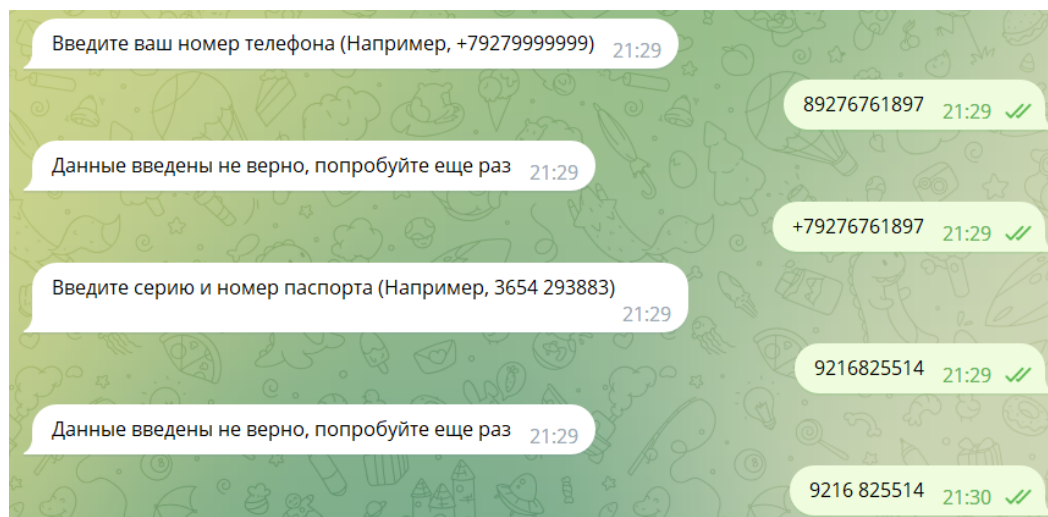 Введите ваш номер телефона (Например, +79279999999) 21:29
89276761897 21:29
Данные введены не верно, попробуйте еще раз 21:29
+79276761897 21:29
Введите серию и номер паспорта (Например, 3654 293883)
21:29
9216825514 21:29
Данные введены не верно, попробуйте еще раз 21:29
9216 825514 21:30